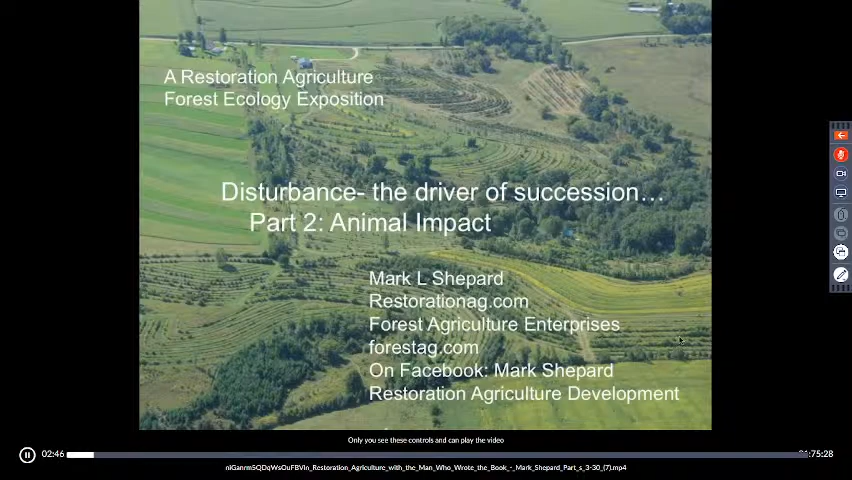 A Restoration Agriculture
Forest Ecology Exposition
Disturbance- the driver of succession...
Part 2: Animal Impact
Mark L Shepard
Restorationag.com
Forest Agriculture Enterprises
forestag.com
On Facebook: Mark Shepard
Restoration Agriculture Development
Only you see these controls and can play the video
02:46
75:28